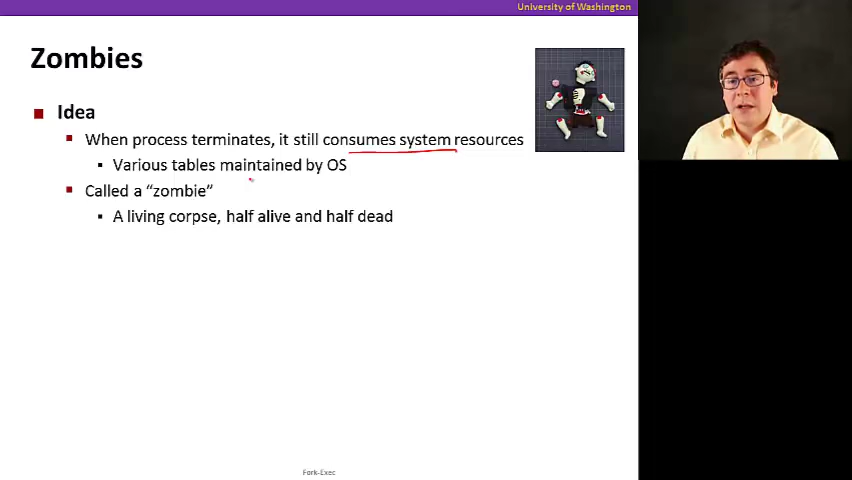 University of Washington
Zombies
Idea
When process terminates, it still consumes system resources
Various tables maintained by OS
Called a “zombie”
A living corpse, half alive and half dead
Fork-Exec